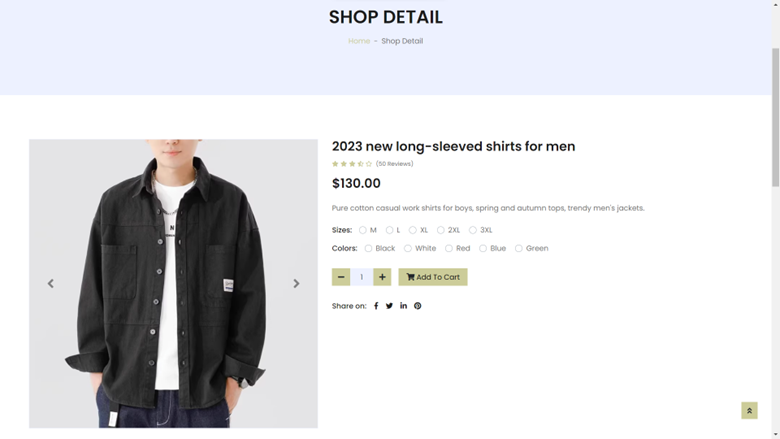 SHOP DETAIL
Home - Shop Detail
2023 new long-sleeved shirts for men
(50 Reviews)
$130.00
Pure cotton casual work shirts for boys, spring and autumn tops, trendy men's jackets.
Sizes: M L XL 2XL 3XL
Colors: Black White Red Blue Green
1 Add To Cart
Share on: